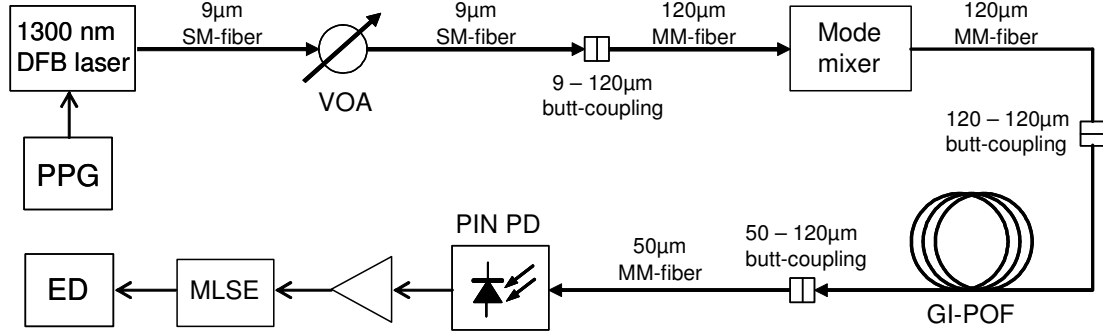 1300 nm
DFB laser
9μm
SM-fiber
VOA
9μm
SM-fiber
9 – 120μm
butt-coupling
120μm
MM-fiber
Mode
mixer
120μm
MM-fiber
120 – 120μm
butt-coupling
PPG
GI-POF
50 – 120μm
butt-coupling
50μm
MM-fiber
PIN PD
MLSE
ED